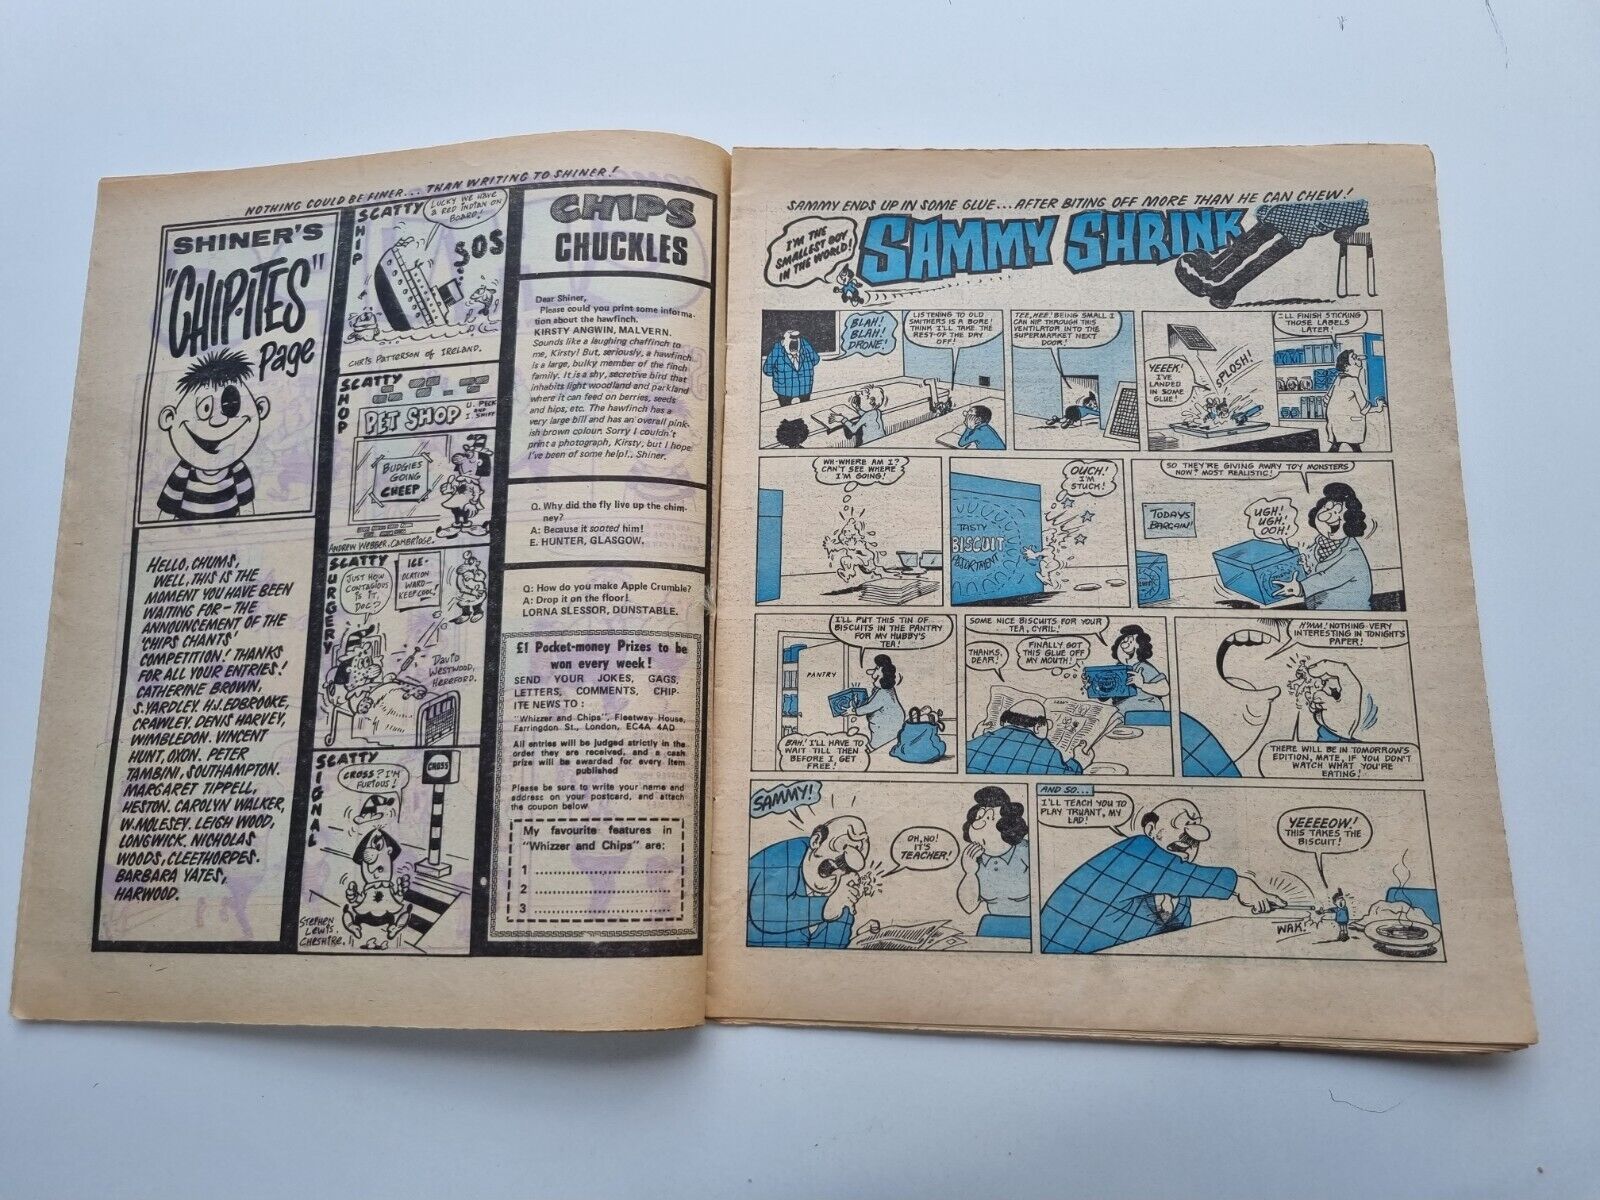 NOTHING COULD BE FINER... THAN WRITING TO SHINER!
SHINER'S
"CHIP-ITES"
Page
HELLO, CHUMS,
WELL, THIS IS THE
MOMENT YOU HAVE BEEN
WAITING FOR - THE
ANNOUNCEMENT OF THE
'CHIPS CHANTS'
COMPETITION! THANKS
FOR ALL YOUR ENTRIES!
CATHERINE BROWN,
S. YARDLEY. H.J. EDBROOKE,
CRAWLEY. DENIS HARVEY,
WIMBLEDON. VINCENT
HUNT, OXON. PETER
TAMBINI, SOUTHAMPTON.
MARGARET TIPPELL,
HESTON. CAROLYN WALKER,
W. MOLESEY. LEIGH WOOD,
LONGWICK. NICHOLAS
WOODS, CLEETHORPES.
BARBARA YATES,
HARWOOD.
SCATTY
SHIP
LUCKY WE HAVE
A RED INDIAN ON
BOARD!
SOS
CHRIS PATTERSON OF IRELAND.
SCATTY
SHOP
PET SHOP
U. PECK
AND
I. SNIFF
BUDGIES
GOING
CHEEP
ANDREW WEBBER. CAMBRIDGE.
SCATTY
SURGERY
JUST HOW
CONTAGIOUS
IS IT,
DOC?
ICE-
OLATION
WARD-
KEEP COOL!
DAVID
WESTWOOD,
HEREFORD.
SCATTY
SIGNAL
CROSS? I'M
FURIOUS!
CROSS
STEPHEN
LEWIS.
CHESHIRE.
CHIPS
CHUCKLES
Dear Shiner,
Please could you print some informa-
tion about the hawfinch.
KIRSTY ANGWIN, MALVERN.
Sounds like a laughing chaffinch to
me, Kirsty! But, seriously, a hawfinch
is a large, bulky member of the finch
family. It is a shy, secretive bird that
inhabits light woodland and parkland
where it can feed on berries, seeds
and hips, etc. The hawfinch has a
very large bill and has an overall pink-
ish brown colour. Sorry I couldn't
print a photograph, Kirsty, but I hope
I've been of some help!., Shiner.
Q. Why did the fly live up the chim-
ney?
A: Because it sooted him!
E. HUNTER, GLASGOW.
Q: How do you make Apple Crumble?
A: Drop it on the floor!
LORNA SLESSOR, DUNSTABLE.
£1 Pocket-money Prizes to be
won every week!
SEND YOUR JOKES, GAGS,
LETTERS, COMMENTS, CHIP-
ITE NEWS TO:
"Whizzer and Chips", Fleetway House,
Farringdon St., London, EC4A 4AD
All entries will be judged strictly in the
order they are received, and a cash
prize will be awarded for every item
published
Please be sure to write your name and
address on your postcard, and attach
the coupon below
My favourite features in
"Whizzer and Chips" are:
1
2
3
SAMMY ENDS UP IN SOME GLUE... AFTER BITING OFF MORE THAN HE CAN CHEW!
I'M THE
SMALLEST BOY
IN THE WORLD!
SAMMY SHRINK
BLAH!
BLAH!
DRONE!
LISTENING TO OLD
SMITHERS IS A BORE!
THINK I'LL TAKE THE
REST OF THE DAY
OFF!
TEE, HEE! BEING SMALL I
CAN NIP THROUGH THIS
VENTILATOR INTO THE
SUPERMARKET NEXT
DOOR!
I'LL FINISH STICKING
THOSE LABELS
LATER!
YEEEK!
I'VE
LANDED
IN SOME
GLUE!
SPLOSH!
WH-WHERE AM I?
CAN'T SEE WHERE
I'M GOING!
OUCH!
I'M
STUCK!
TASTY
BISCUIT
ASSORTMENT
SO THEY'RE GIVING AWAY TOY MONSTERS
NOW? MOST REALISTIC!
TODAYS
BARGAIN!
UGH!
UGH!
OOH!
I'LL PUT THIS TIN OF
BISCUITS IN THE PANTRY
FOR MY HUBBY'S
TEA!
PANTRY
BAH! I'LL HAVE TO
WAIT TILL THEN
BEFORE I GET
FREE!
SOME NICE BISCUITS FOR YOUR
TEA, CYRIL!
THANKS,
DEAR!
FINALLY GOT
THIS GLUE OFF
MY MOUTH!
H'MM! NOTHING VERY
INTERESTING IN TONIGHT'S
PAPER!
THERE WILL BE IN TOMORROW'S
EDITION, MATE, IF YOU DON'T
WATCH WHAT YOU'RE
EATING!
SAMMY!
OH, NO!
IT'S
TEACHER!
AND SO...
I'LL TEACH YOU TO
PLAY TRUANT, MY
LAD!
YEEEEOW!
THIS TAKES THE
BISCUIT!
WAK!